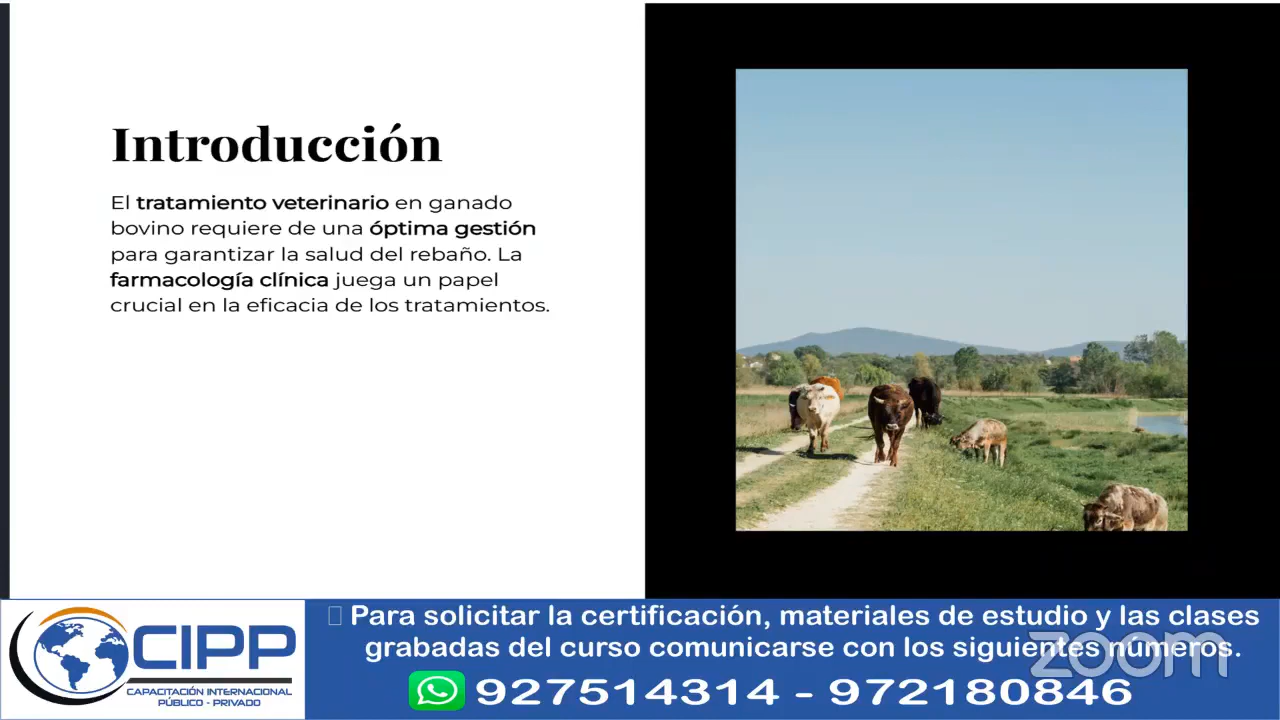 Introducción
El tratamiento veterinario en ganado
bovino requiere de una óptima gestión
para garantizar la salud del rebaño. La
farmacología clínica juega un papel
crucial en la eficacia de los tratamientos.
CIPP
CAPACITACIÓN INTERNACIONAL
PÚBLICO - PRIVADO
Para solicitar la certificación, materiales de estudio y las clases
grabadas del curso comunicarse con los siguientes números.
927514314 - 972180846
zoom